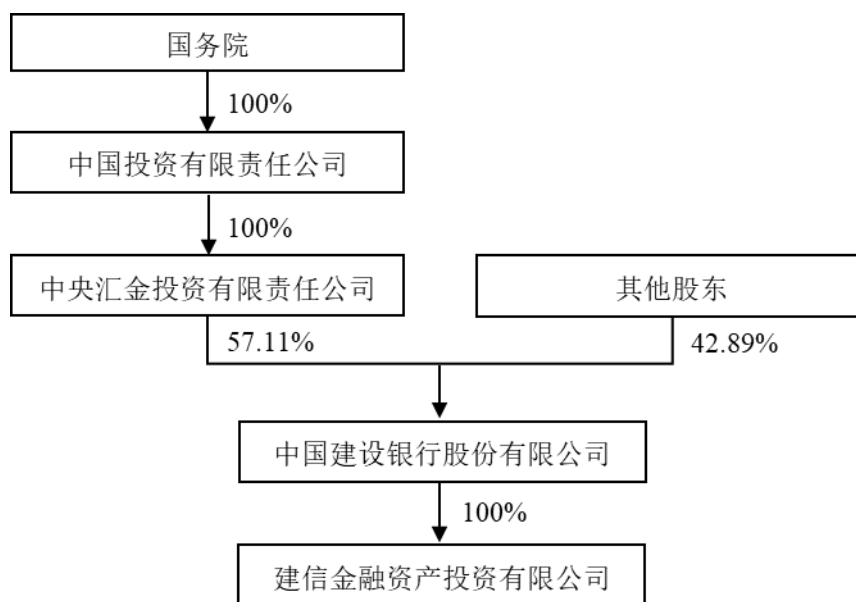 国务院
100%
中国投资有限责任公司
100%
中央汇金投资有限责任公司
其他股东
57.11%
42.89%
中国建设银行股份有限公司
100%
建信金融资产投资有限公司